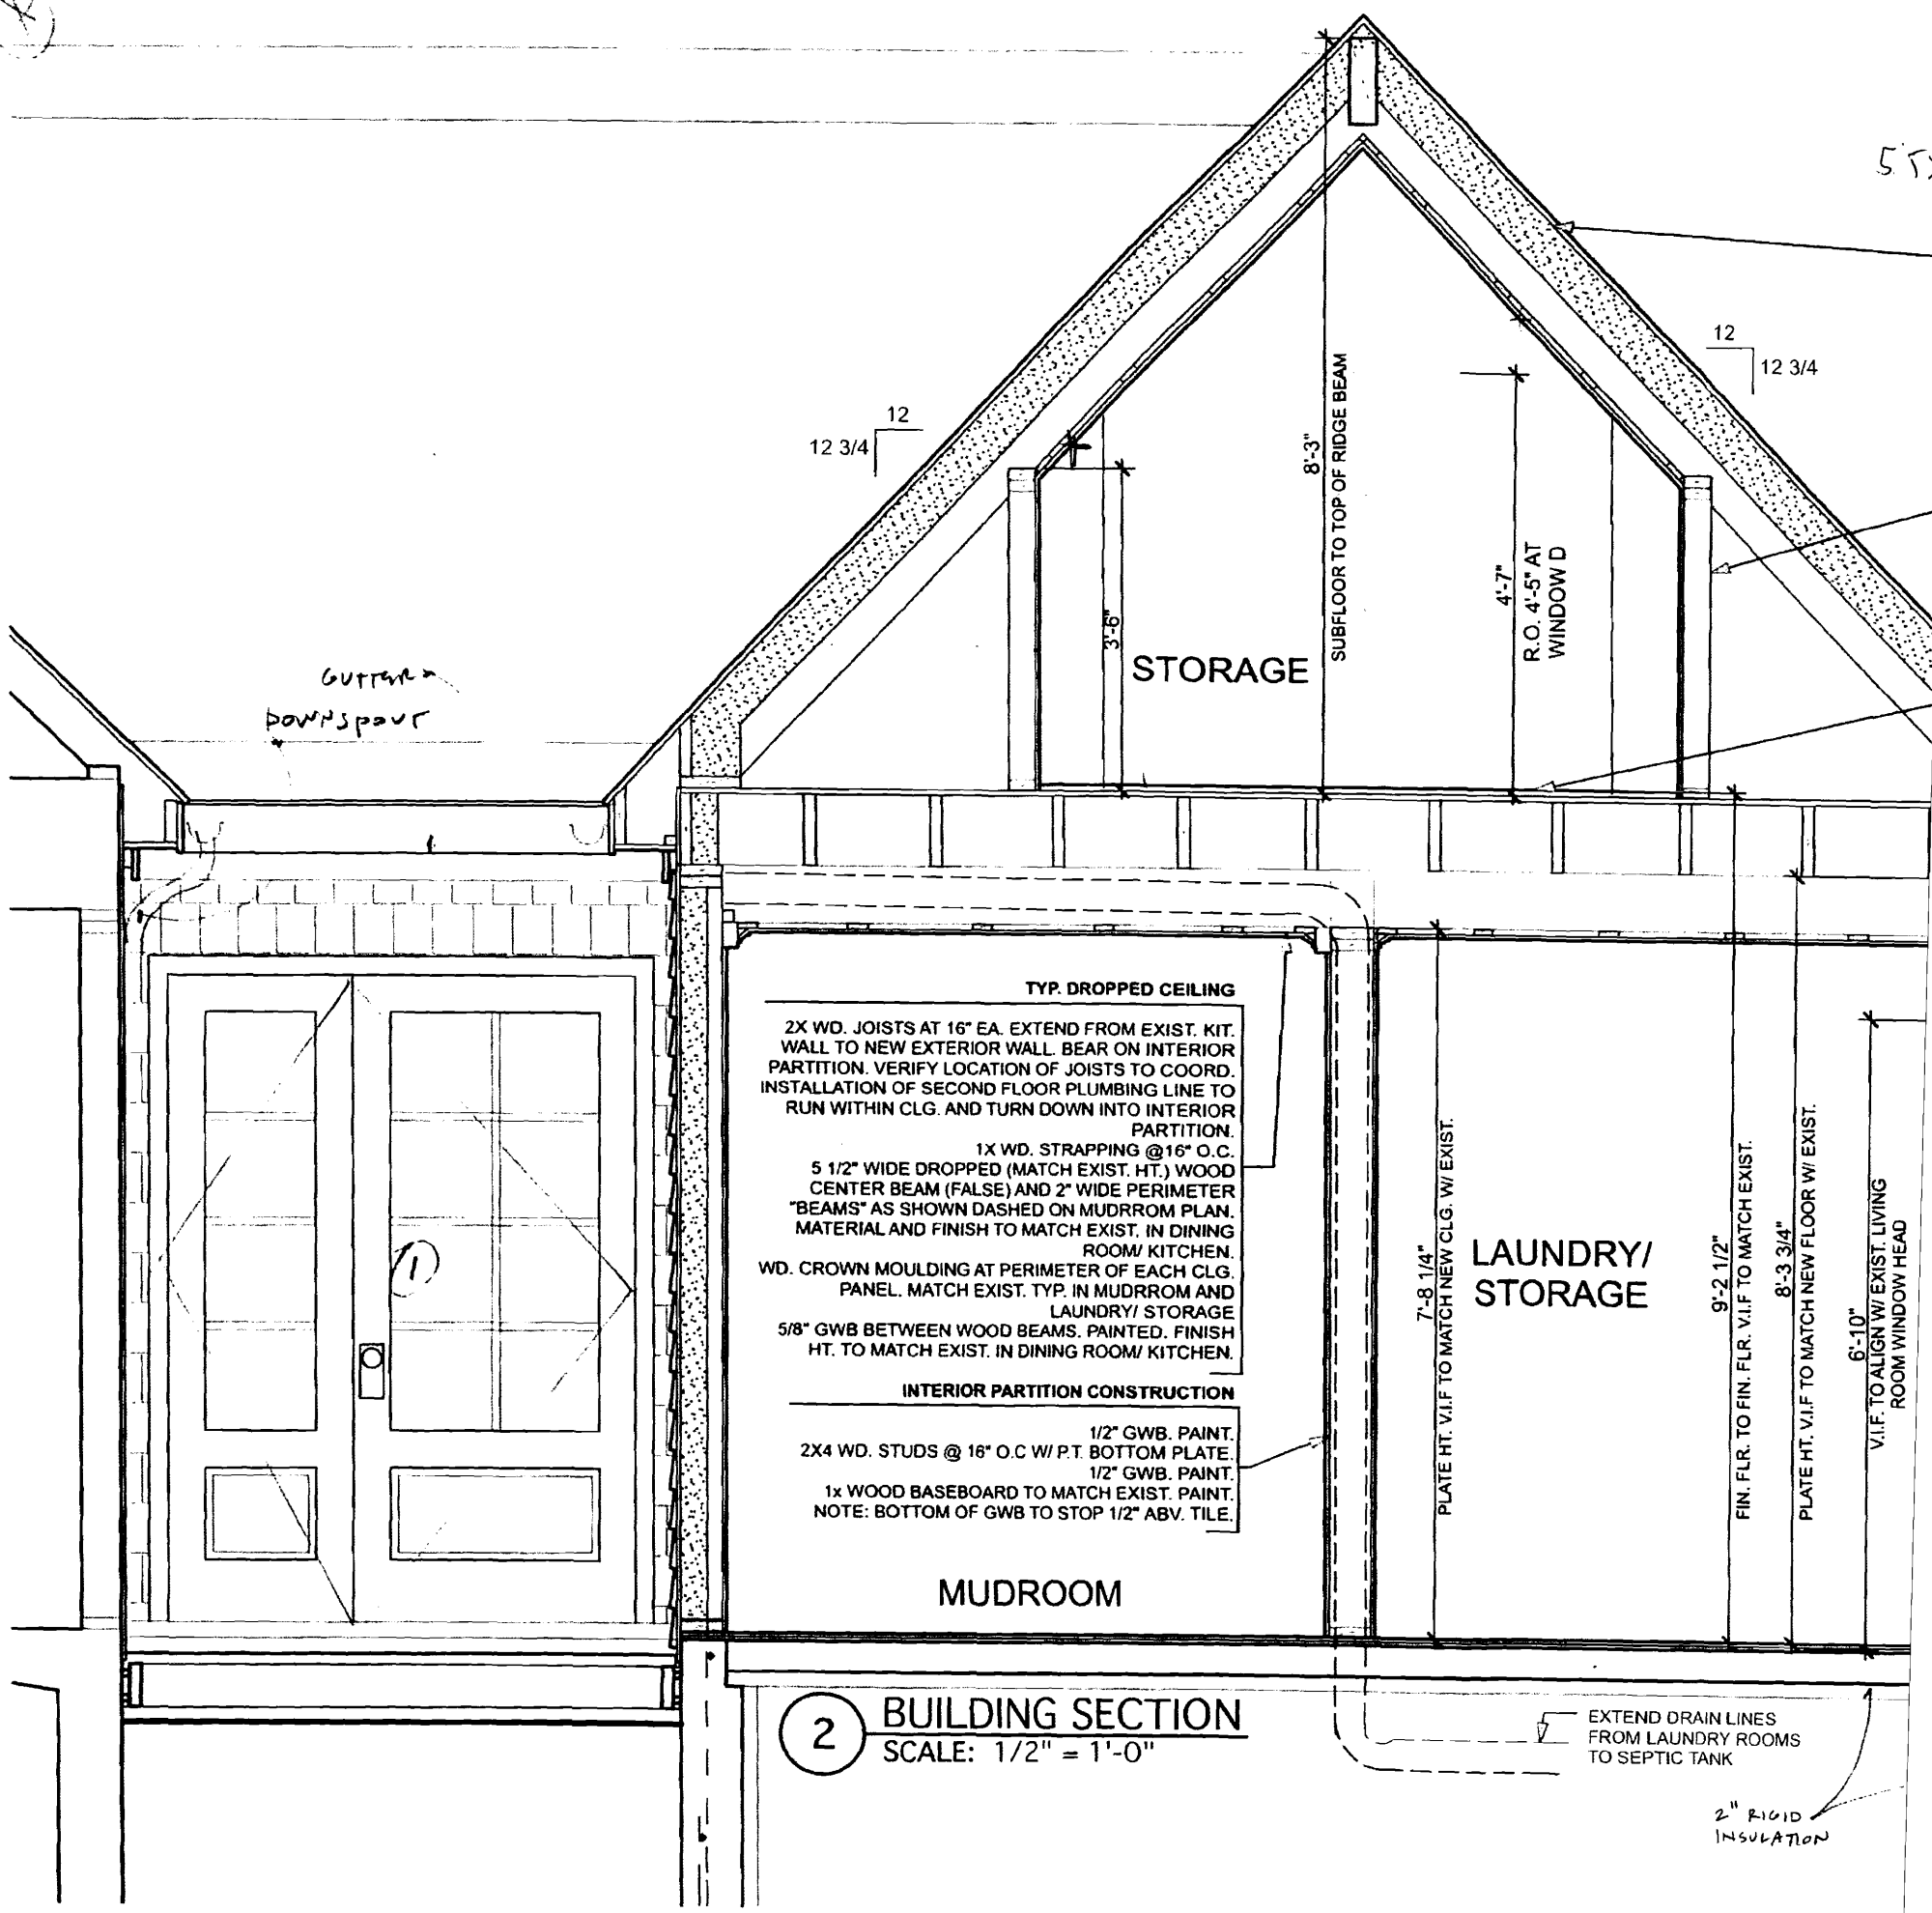 5
12
12 3/4
12
12 3/4
8'-3"
SUBFLOOR TO TOP OF RIDGE BEAM
4'-7"
R.O. 4'-5" AT
WINDOW D
3'-6"
STORAGE
GUTTER &
DOWNSPOUT
TYP. DROPPED CEILING
2X WD. JOISTS AT 16" EA. EXTEND FROM EXIST. KIT.
WALL TO NEW EXTERIOR WALL. BEAR ON INTERIOR
PARTITION. VERIFY LOCATION OF JOISTS TO COORD.
INSTALLATION OF SECOND FLOOR PLUMBING LINE TO
RUN WITHIN CLG. AND TURN DOWN INTO INTERIOR
PARTITION.
1X WD. STRAPPING @16" O.C.
5 1/2" WIDE DROPPED (MATCH EXIST. HT.) WOOD
CENTER BEAM (FALSE) AND 2" WIDE PERIMETER
"BEAMS" AS SHOWN DASHED ON MUDRROM PLAN.
MATERIAL AND FINISH TO MATCH EXIST. IN DINING
ROOM/ KITCHEN.
WD. CROWN MOULDING AT PERIMETER OF EACH CLG.
PANEL. MATCH EXIST. TYP. IN MUDRROM AND
LAUNDRY/ STORAGE
5/8" GWB BETWEEN WOOD BEAMS. PAINTED. FINISH
HT. TO MATCH EXIST. IN DINING ROOM/ KITCHEN.
INTERIOR PARTITION CONSTRUCTION
1/2" GWB. PAINT.
2X4 WD. STUDS @ 16" O.C W/ P.T. BOTTOM PLATE.
1/2" GWB. PAINT.
1x WOOD BASEBOARD TO MATCH EXIST. PAINT.
NOTE: BOTTOM OF GWB TO STOP 1/2" ABV. TILE.
1
MUDROOM
7'-8 1/4"
PLATE HT. V.I.F TO MATCH NEW CLG. W/ EXIST.
LAUNDRY/
STORAGE
9'-2 1/2"
FIN. FLR. TO FIN. FLR. V.I.F TO MATCH EXIST.
8'-3 3/4"
PLATE HT. V.I.F TO MATCH NEW FLOOR W/ EXIST.
6'-10"
V.I.F. TO ALIGN W/ EXIST. LIVING
ROOM WINDOW HEAD
2
BUILDING SECTION
SCALE: 1/2" = 1'-0"
EXTEND DRAIN LINES
FROM LAUNDRY ROOMS
TO SEPTIC TANK
2" RIGID
INSULATION